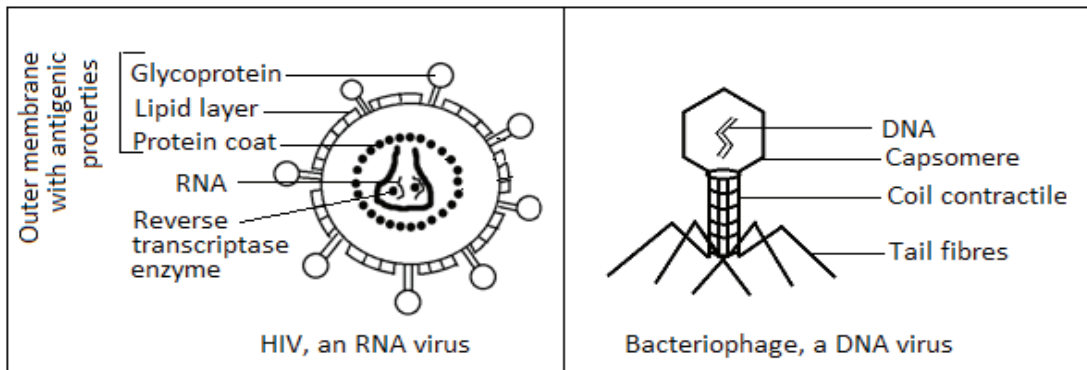 Outer membrane
with antigenic
proterties
Glycoprotein
Lipid layer
Protein coat
RNA
Reverse
transcriptase
enzyme
HIV, an RNA virus
DNA
Capsomere
Coil contractile
Tail fibres
Bacteriophage, a DNA virus